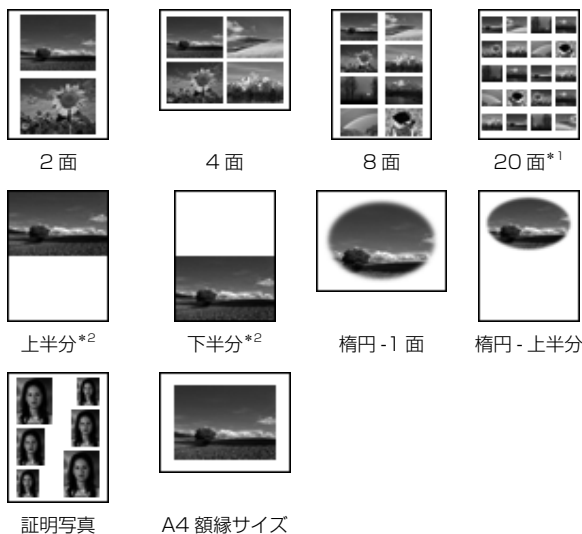 2 面
4 面
8 面
20 面*1
上半分*2
下半分*2
楕円 -1 面
楕円 - 上半分
証明写真
A4 額縁サイズ